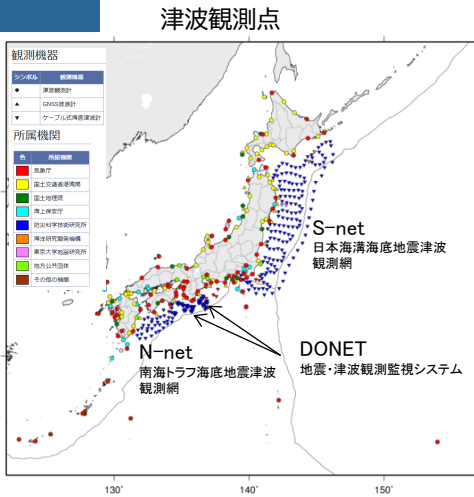 津波観測点
観測機器
シンボル 観測機器
● 津波観測計
▲ GNSS波浪計
▼ ケーブル式海底津波計
所属機関
色 所属機関
気象庁
国土交通省港湾局
国土地理院
海上保安庁
防災科学技術研究所
海洋研究開発機構
東京大学地震研究所
地方公共団体
その他の機関
S-net
日本海溝海底地震津波
観測網
N-net
南海トラフ海底地震津波
観測網
DONET
地震・津波観測監視システム
130°
140°
150°